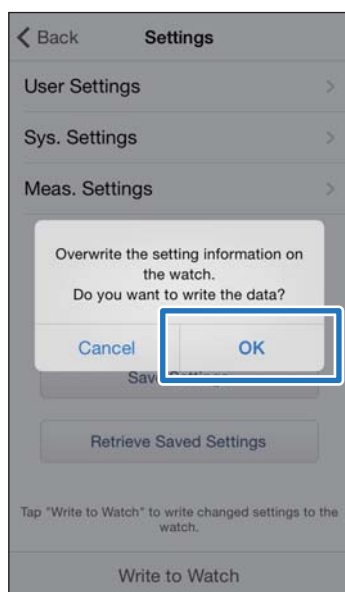 Back Settings
User Settings
Sys. Settings
Meas. Settings
Overwrite the setting information on
the watch.
Do you want to write the data?
Cancel OK
Save Settings
Retrieve Saved Settings
Tap "Write to Watch" to write changed settings to the
watch.
Write to Watch